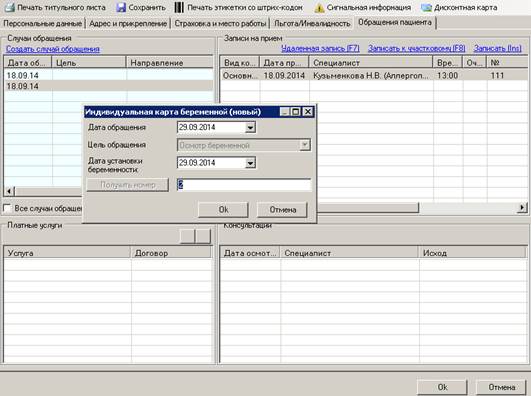 Печать титульного листа Сохранить Печать этикетки со штрих-кодом Сигнальная информация Дисконтная карта
Персональные данные Адрес и прикрепление Страховка и место работы Льгота/Инвалидность Обращения пациента
Случаи обращения
Создать случай обращения
Дата об... Цель Направление
18.09.14
18.09.14
Записи на прием
Удаленная запись (F7) Записать к участковому (F8) Записать (Ins)
Вид ко... Дата пр... Специалист Вре... Оч... №
Основн... 18.09.2014 Кузьменкова Н.В. (Аллергол... 13:00 111
Индивидуальная карта беременной (новый)
Дата обращения 29.09.2014
Цель обращения Осмотр беременной
Дата установки беременности: 29.09.2014
Получить номер 2
Ok Отмена
Все случаи обращен
Платные услуги
Услуга Договор
Консультации
Дата осмот... Специалист Исход
Ok Отмена